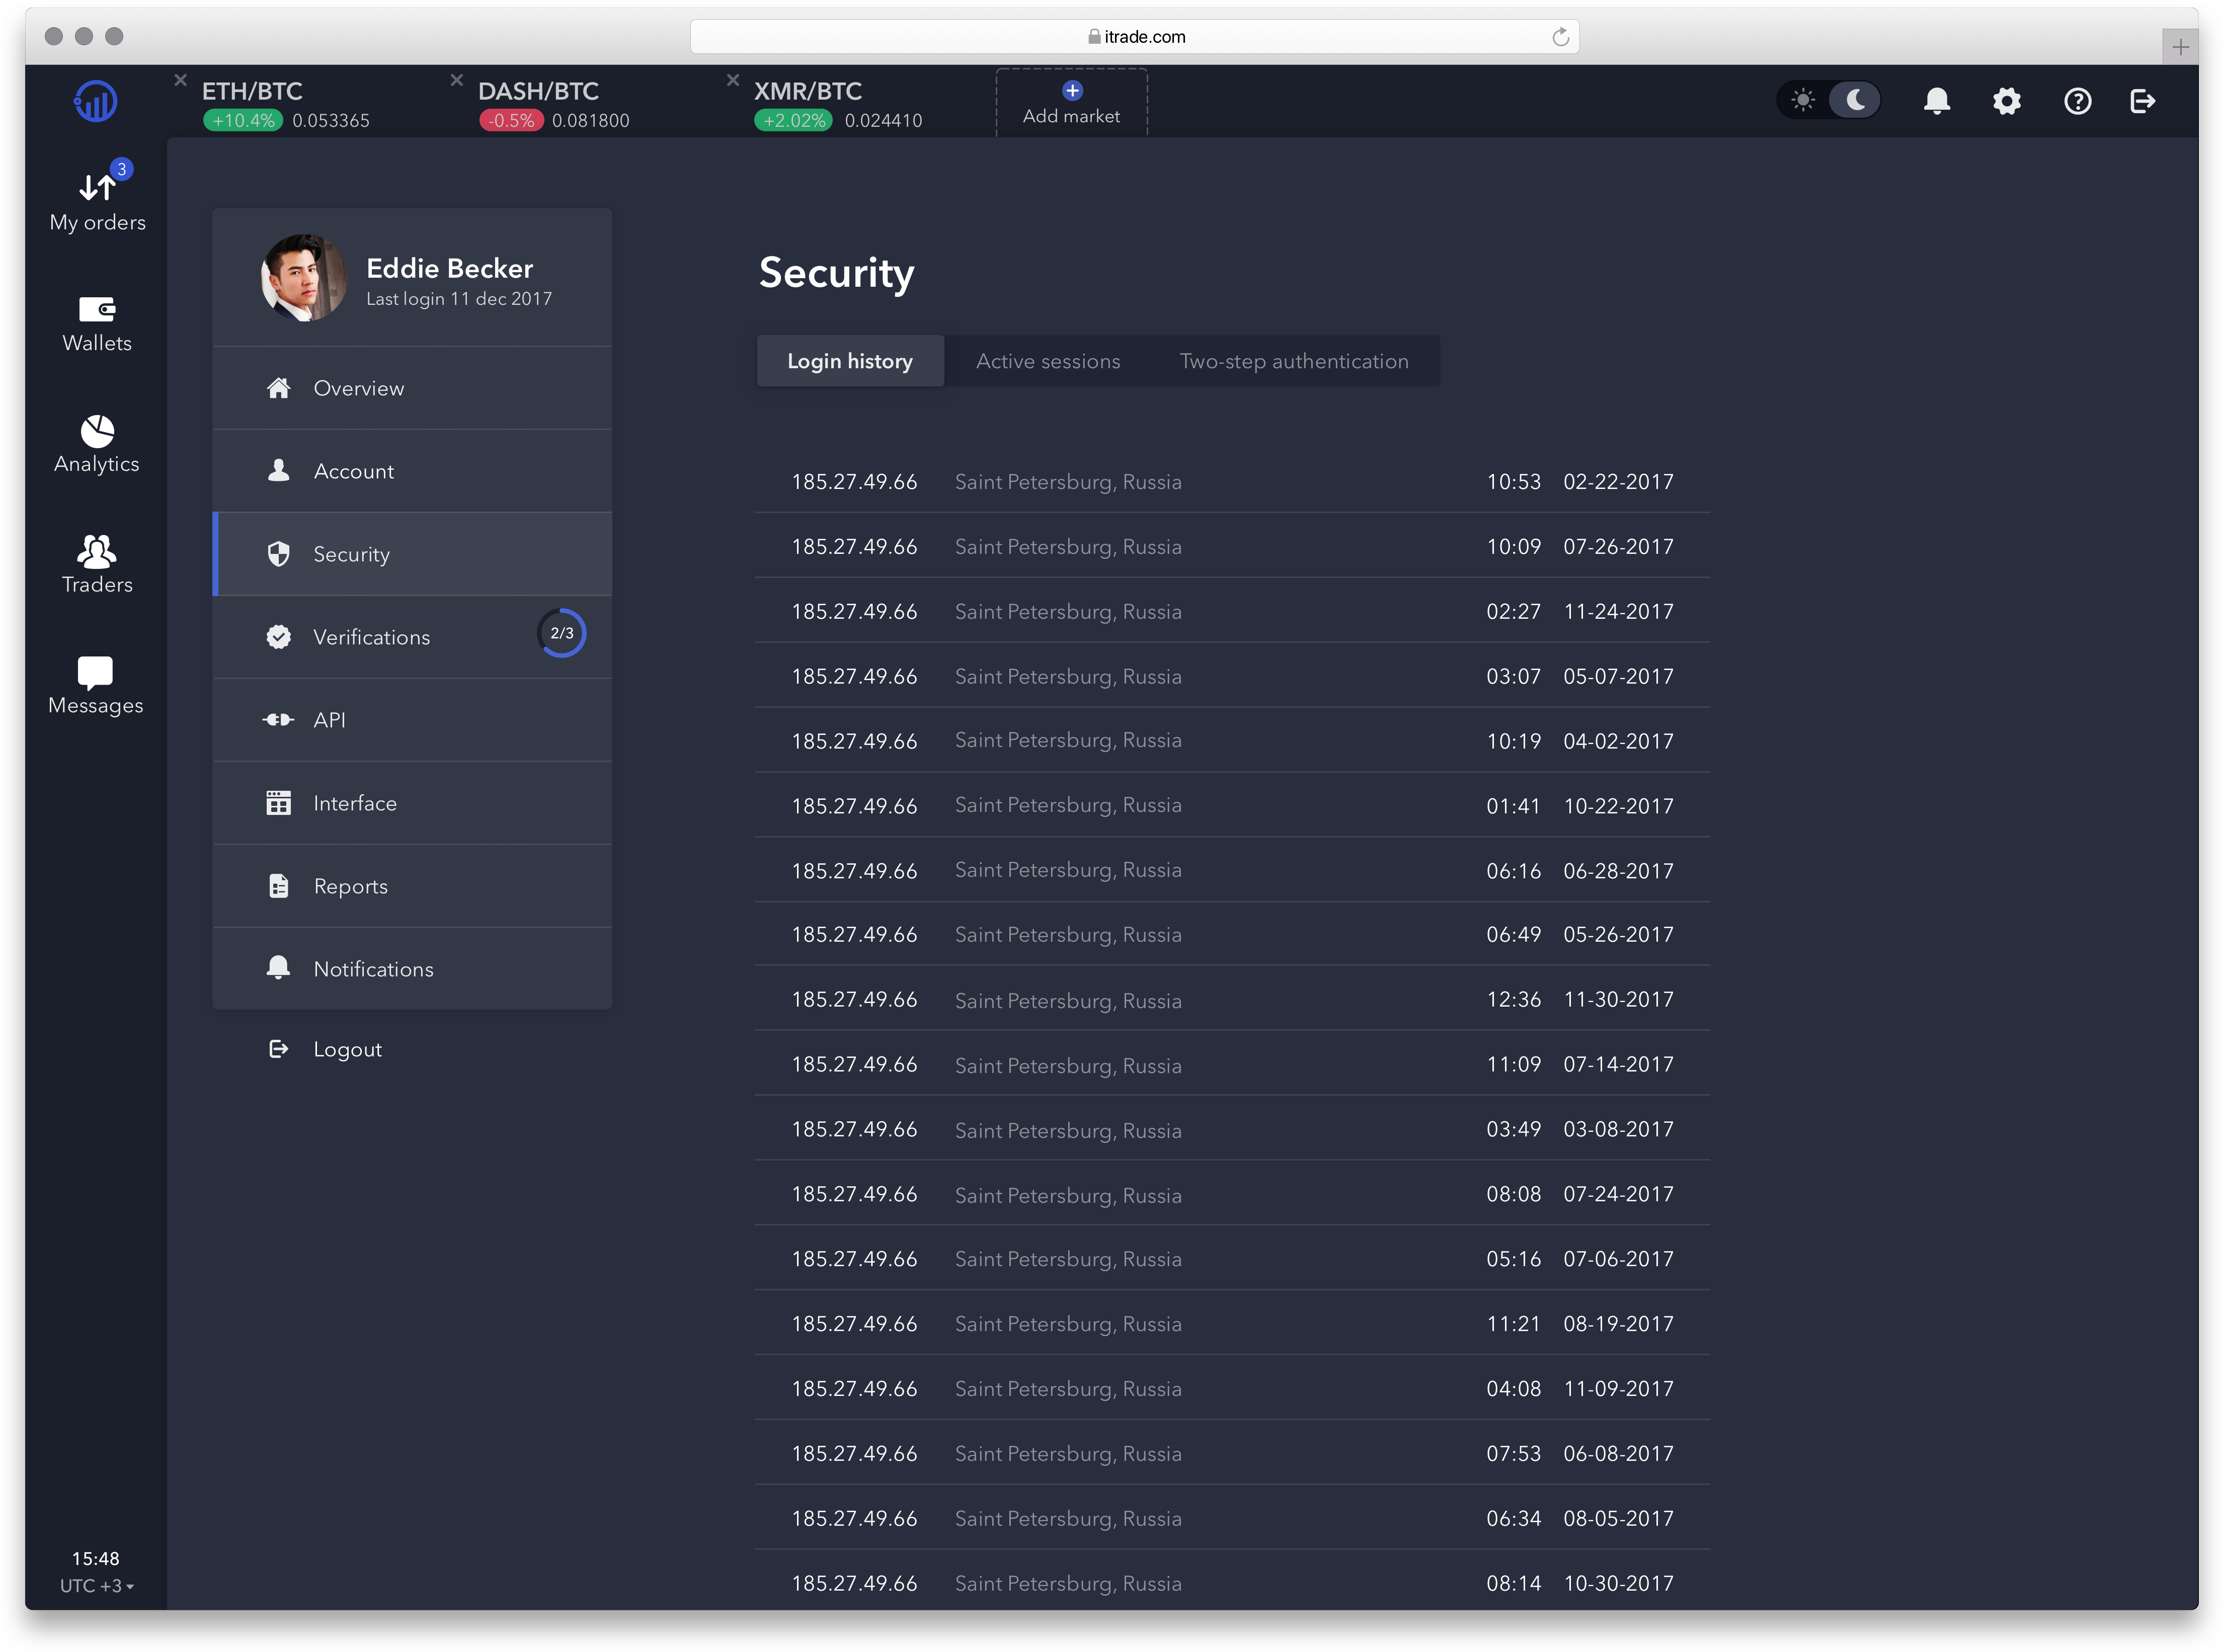 itrade.com
ETH/BTC
+10.4% 0.053365
DASH/BTC
-0.5% 0.081800
XMR/BTC
+2.02% 0.024410
Add market
3
My orders
Wallets
Analytics
Traders
Messages
15:48
UTC +3
Eddie Becker
Last login 11 dec 2017
Overview
Account
Security
Verifications 2/3
API
Interface
Reports
Notifications
Logout
Security
Login history Active sessions Two-step authentication
185.27.49.66 Saint Petersburg, Russia 10:53 02-22-2017
185.27.49.66 Saint Petersburg, Russia 10:09 07-26-2017
185.27.49.66 Saint Petersburg, Russia 02:27 11-24-2017
185.27.49.66 Saint Petersburg, Russia 03:07 05-07-2017
185.27.49.66 Saint Petersburg, Russia 10:19 04-02-2017
185.27.49.66 Saint Petersburg, Russia 01:41 10-22-2017
185.27.49.66 Saint Petersburg, Russia 06:16 06-28-2017
185.27.49.66 Saint Petersburg, Russia 06:49 05-26-2017
185.27.49.66 Saint Petersburg, Russia 12:36 11-30-2017
185.27.49.66 Saint Petersburg, Russia 11:09 07-14-2017
185.27.49.66 Saint Petersburg, Russia 03:49 03-08-2017
185.27.49.66 Saint Petersburg, Russia 08:08 07-24-2017
185.27.49.66 Saint Petersburg, Russia 05:16 07-06-2017
185.27.49.66 Saint Petersburg, Russia 11:21 08-19-2017
185.27.49.66 Saint Petersburg, Russia 04:08 11-09-2017
185.27.49.66 Saint Petersburg, Russia 07:53 06-08-2017
185.27.49.66 Saint Petersburg, Russia 06:34 08-05-2017
185.27.49.66 Saint Petersburg, Russia 08:14 10-30-2017